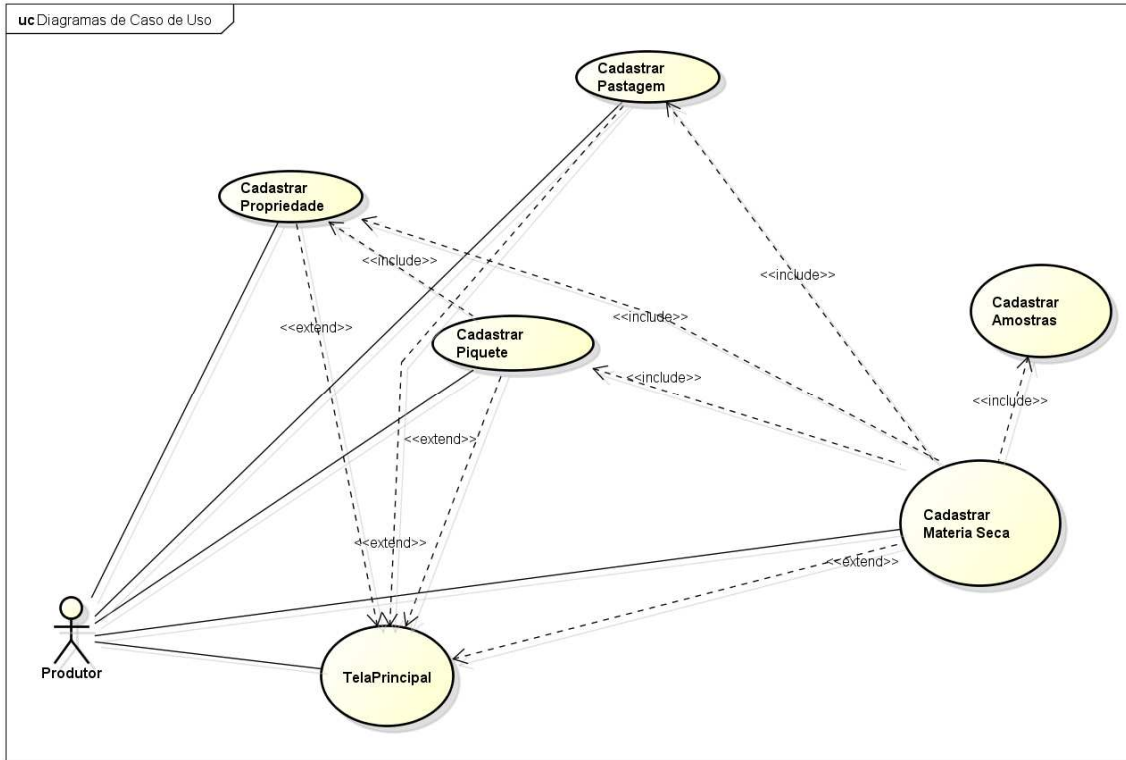 uc Diagramas de Caso de Uso
Cadastrar
Pastagem
Cadastrar
Propriedade
<<include>>
<<include>>
Cadastrar
Amostras
<<extend>>
<<include>>
Cadastrar
Piquete
<<include>>
<<include>>
<<extend>>
Cadastrar
Materia Seca
<<extend>>
<<extend>>
Produtor
TelaPrincipal